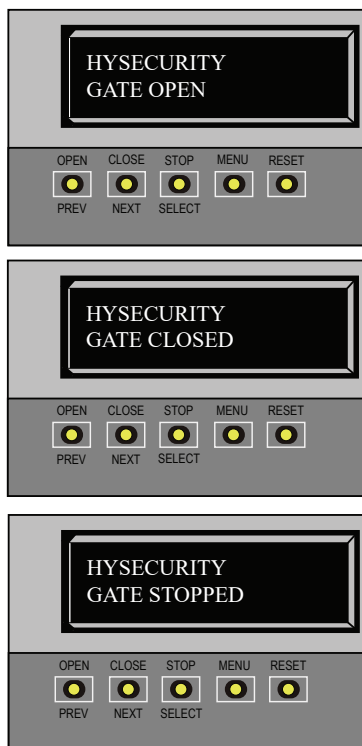 HYSECURITY
GATE OPEN
OPEN CLOSE STOP MENU RESET
PREV NEXT SELECT
HYSECURITY
GATE CLOSED
OPEN CLOSE STOP MENU RESET
PREV NEXT SELECT
HYSECURITY
GATE STOPPED
OPEN CLOSE STOP MENU RESET
PREV NEXT SELECT